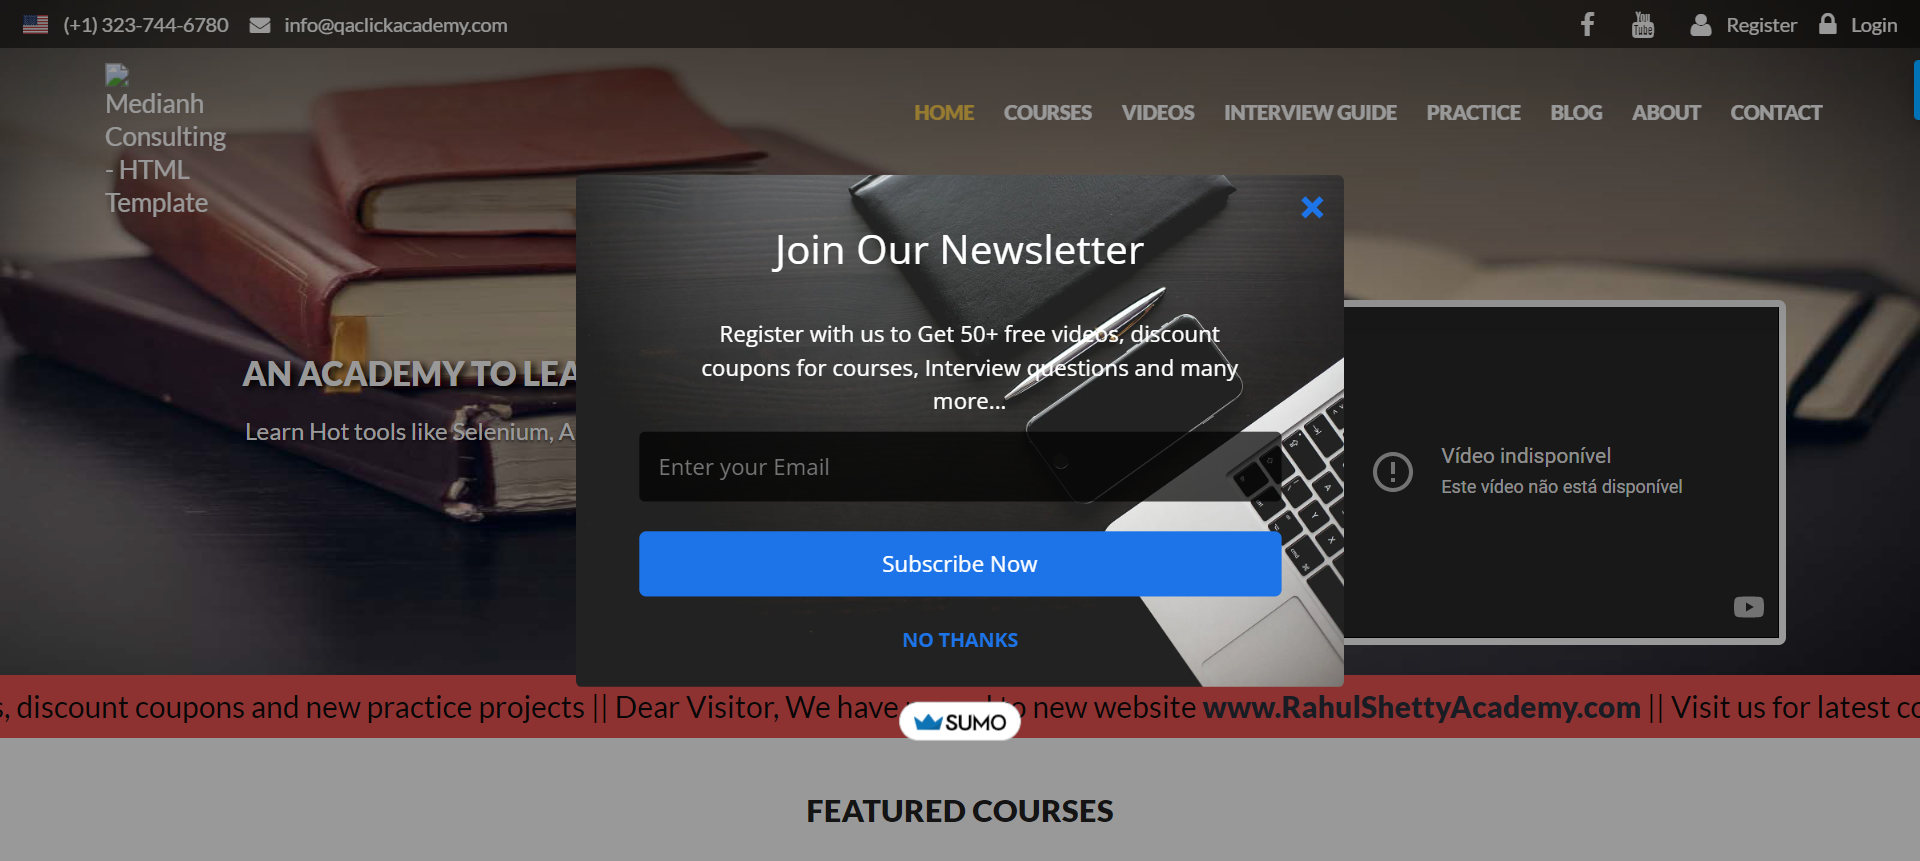 (+1) 323-744-6780 info@qaclickacademy.com Register Login
Medianh
Consulting
- HTML
Template
HOME COURSES VIDEOS INTERVIEW GUIDE PRACTICE BLOG ABOUT CONTACT
Join Our Newsletter
Register with us to Get 50+ free videos, discount
coupons for courses, Interview questions and many
more...
Enter your Email
Subscribe Now
NO THANKS
AN ACADEMY TO LEA
Learn Hot tools like Selenium, A
Vídeo indisponível
Este vídeo não está disponível
, discount coupons and new practice projects || Dear Visitor, We have new website www.RahulShettyAcademy.com || Visit us for latest co
SUMO
FEATURED COURSES